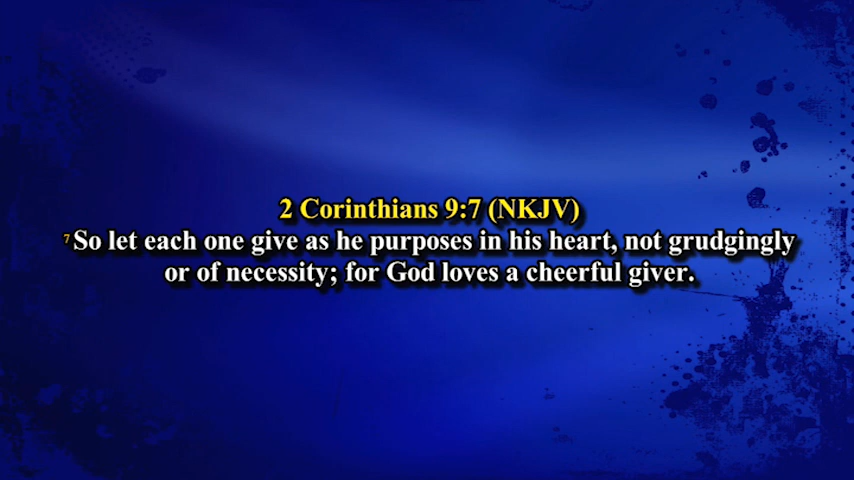 2 Corinthians 9:7 (NKJV)
7 So let each one give as he purposes in his heart, not grudgingly
or of necessity; for God loves a cheerful giver.